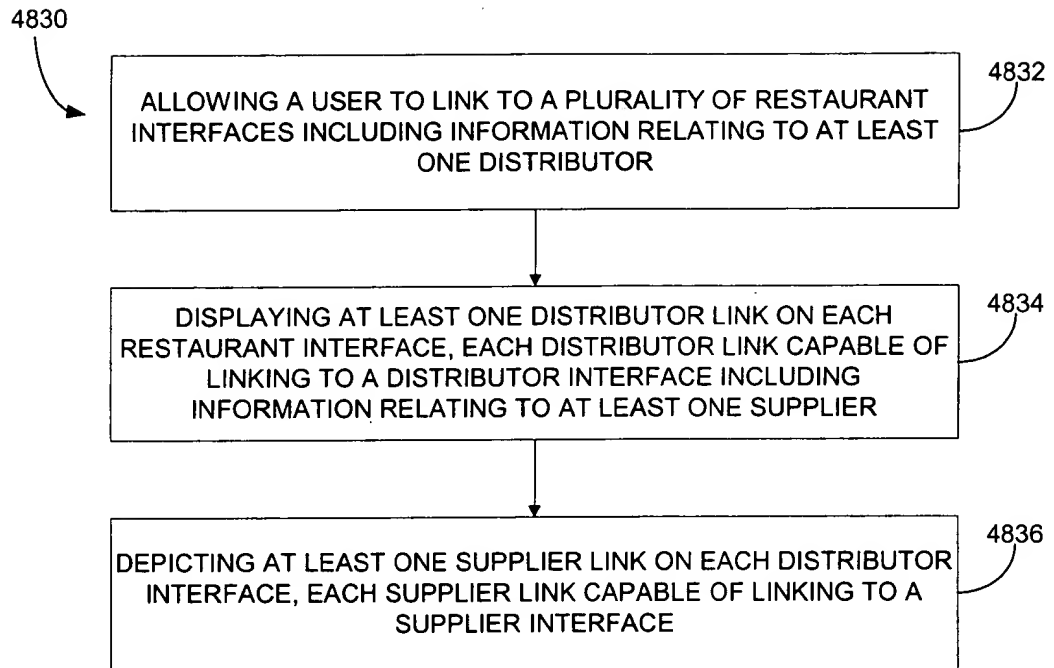 4830
4832
ALLOWING A USER TO LINK TO A PLURALITY OF RESTAURANT
INTERFACES INCLUDING INFORMATION RELATING TO AT LEAST
ONE DISTRIBUTOR
4834
DISPLAYING AT LEAST ONE DISTRIBUTOR LINK ON EACH
RESTAURANT INTERFACE, EACH DISTRIBUTOR LINK CAPABLE OF
LINKING TO A DISTRIBUTOR INTERFACE INCLUDING
INFORMATION RELATING TO AT LEAST ONE SUPPLIER
4836
DEPICTING AT LEAST ONE SUPPLIER LINK ON EACH DISTRIBUTOR
INTERFACE, EACH SUPPLIER LINK CAPABLE OF LINKING TO A
SUPPLIER INTERFACE